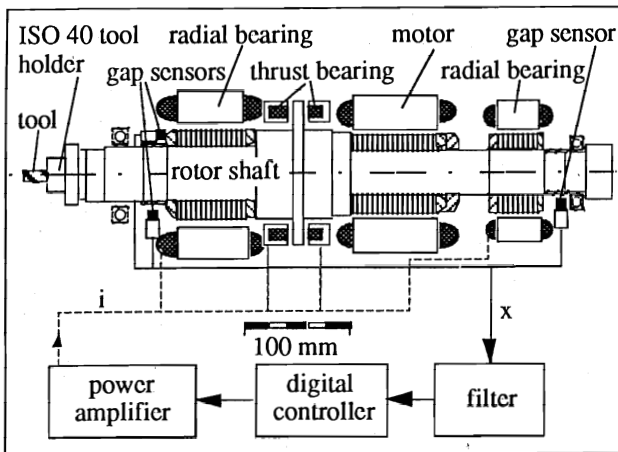 ISO 40 tool
holder
radial bearing
motor
gap sensor
gap sensors
thrust bearing
radial bearing
tool
rotor shaft
i
x
100 mm
power
amplifier
digital
controller
filter